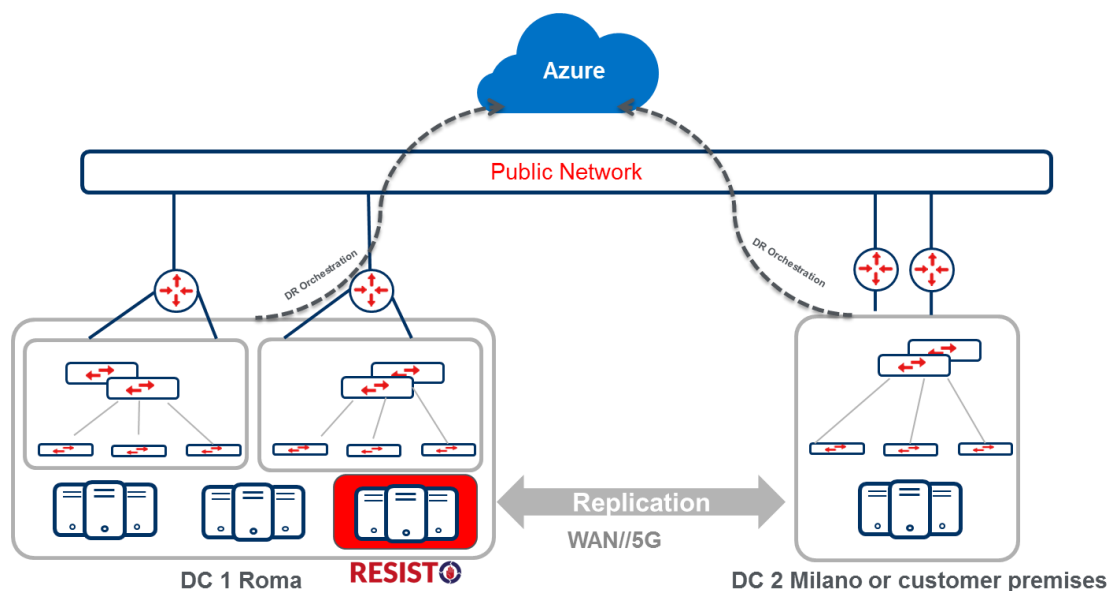 Azure
Public Network
DR Orchestration
DR Orchestration
Replication
WAN//5G
DC 1 Roma
RESISTO
DC 2 Milano or customer premises